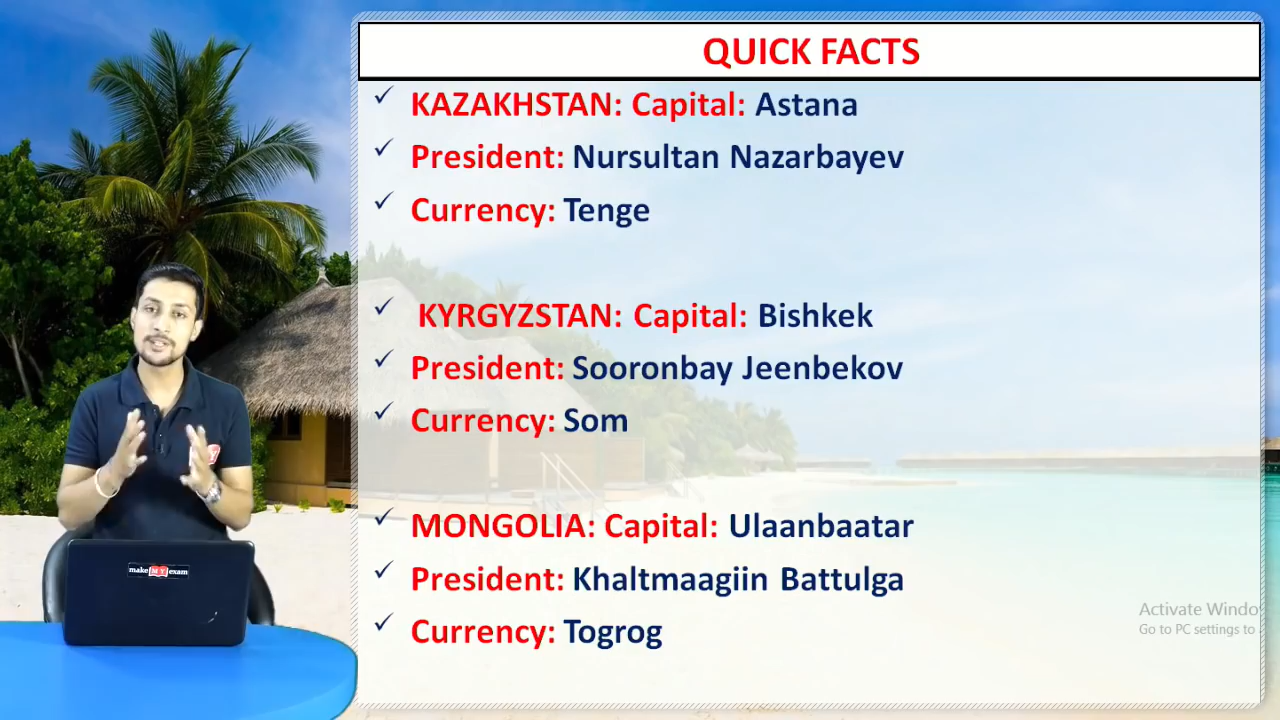 QUICK FACTS
✓ KAZAKHSTAN: Capital: Astana
✓ President: Nursultan Nazarbayev
✓ Currency: Tenge
✓ KYRGYZSTAN: Capital: Bishkek
✓ President: Sooronbay Jeenbekov
✓ Currency: Som
✓ MONGOLIA: Capital: Ulaanbaatar
✓ President: Khaltmaagiin Battulga
✓ Currency: Togrog
Activate Windo
Go to PC settings to
make MY exam